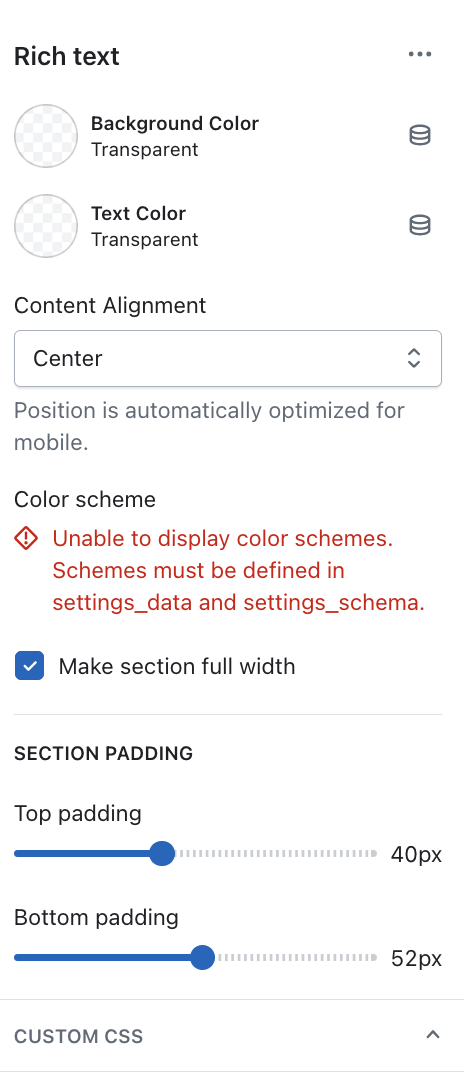 Rich text
Background Color
Transparent
Text Color
Transparent
Content Alignment
Center
Position is automatically optimized for
mobile.
Color scheme
Unable to display color schemes.
Schemes must be defined in
settings_data and settings_schema.
Make section full width
SECTION PADDING
Top padding
40px
Bottom padding
52px
CUSTOM CSS